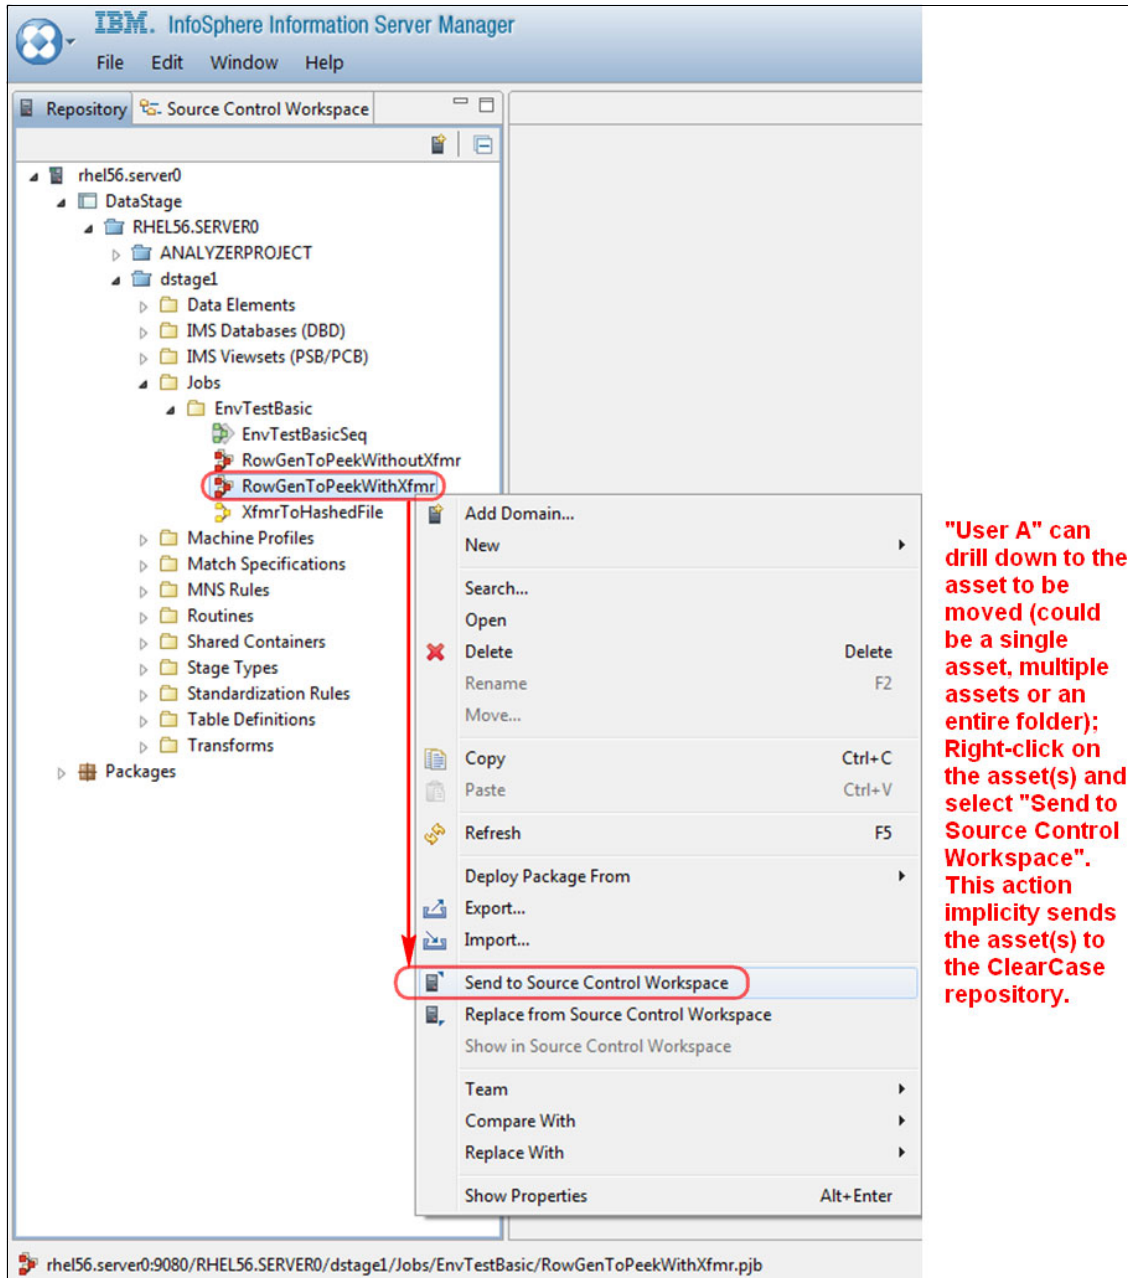 IBM. InfoSphere Information Server Manager
File Edit Window Help
Repository Source Control Workspace
rhel56.server0
DataStage
RHEL56.SERVER0
ANALYZERPROJECT
dstage1
Data Elements
IMS Databases (DBD)
IMS Viewsets (PSB/PCB)
Jobs
EnvTestBasic
EnvTestBasicSeq
RowGenToPeekWithoutXfmr
RowGenToPeekWithXfmr
XfmrToHashedFile
Machine Profiles
Match Specifications
MNS Rules
Routines
Shared Containers
Stage Types
Standardization Rules
Table Definitions
Transforms
Packages
Add Domain...
New
Search...
Open
Delete Delete
Rename F2
Move...
Copy Ctrl+C
Paste Ctrl+V
Refresh F5
Deploy Package From
Export...
Import...
Send to Source Control Workspace
Replace from Source Control Workspace
Show in Source Control Workspace
Team
Compare With
Replace With
Show Properties Alt+Enter
"User A" can
drill down to the
asset to be
moved (could
be a single
asset, multiple
assets or an
entire folder);
Right-click on
the asset(s) and
select "Send to
Source Control
Workspace".
This action
implicity sends
the asset(s) to
the ClearCase
repository.
rhel56.server0:9080/RHEL56.SERVER0/dstage1/Jobs/EnvTestBasic/RowGenToPeekWithXfmr.pjb